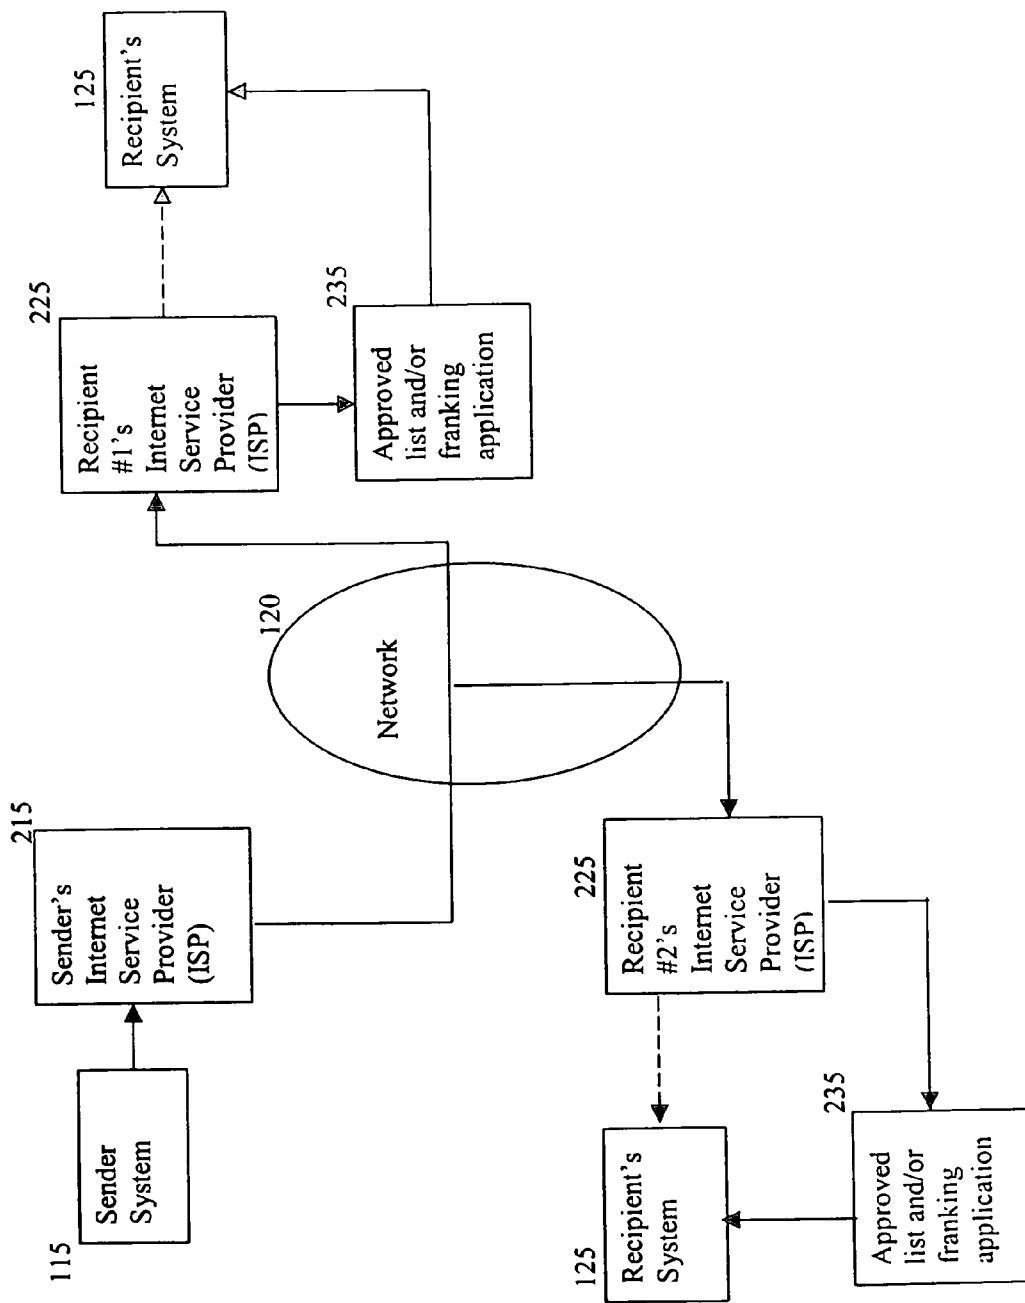 115
Sender
System
215
Sender's
Internet
Service
Provider
(ISP)
120
Network
225
Recipient
#1's
Internet
Service
Provider
(ISP)
125
Recipient's
System
235
Approved
list and/or
franking
application
125
Recipient's
System
225
Recipient
#2's
Internet
Service
Provider
(ISP)
235
Approved
list and/or
franking
application